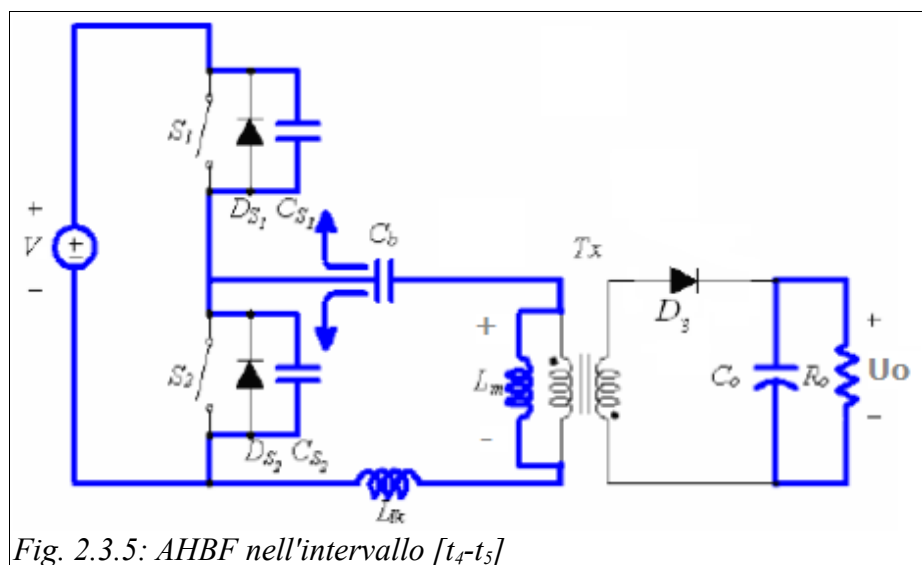 +
V
±
−
S1
DS1
CS1
Cb
Tx
S2
DS2
CS2
+
Lm
-
D3
Co
Ro
+
Uo
−
Llk
Fig. 2.3.5: AHBF nell'intervallo [t4-t5]